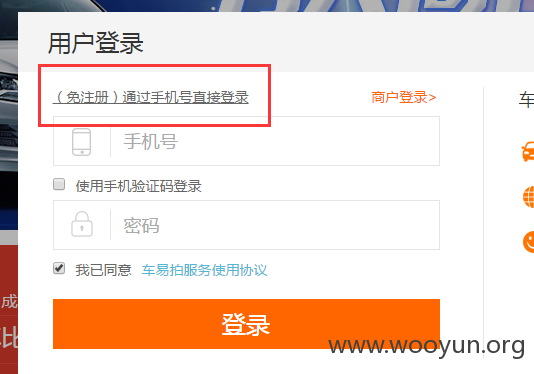 用户登录
（免注册）通过手机号直接登录
商户登录>
车
手机号
使用手机验证码登录
密码
我已同意 车易拍服务使用协议
成
比
登录
www.wooyun.org